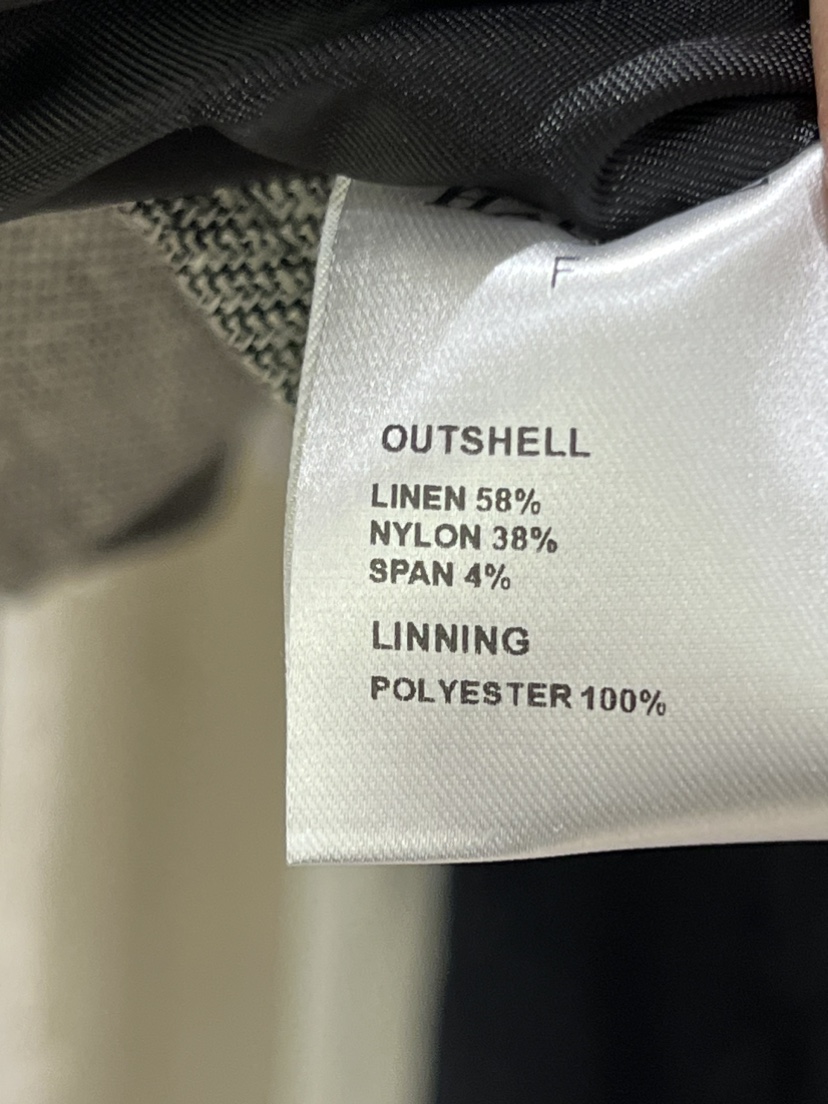 F
OUTSHELL
LINEN 58%
NYLON 38%
SPAN 4%
LINNING
POLYESTER 100%